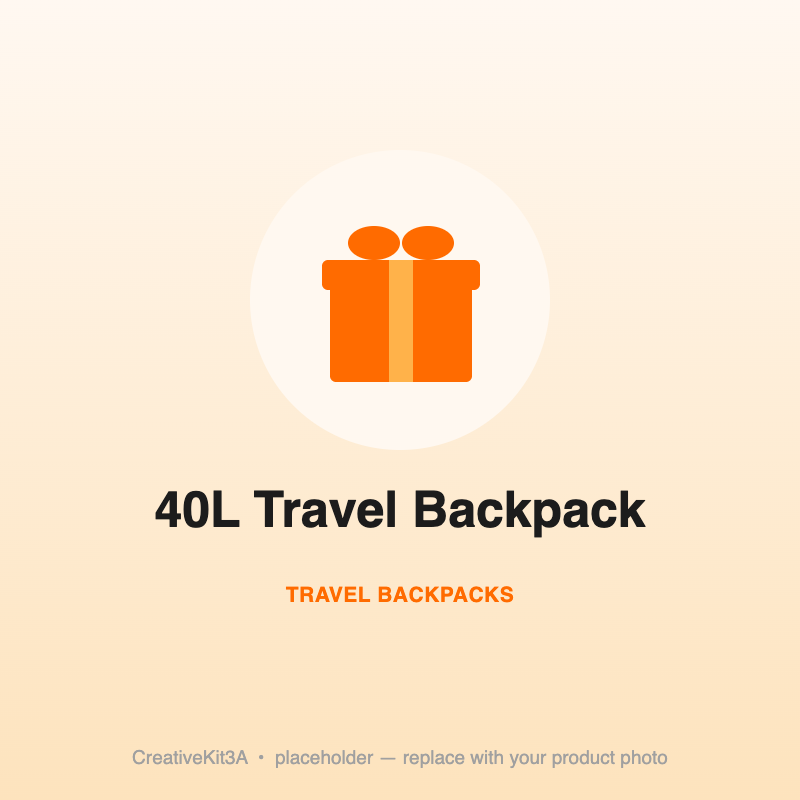 40L Travel Backpack
TRAVEL BACKPACKS
CreativeKit3A • placeholder — replace with your product photo